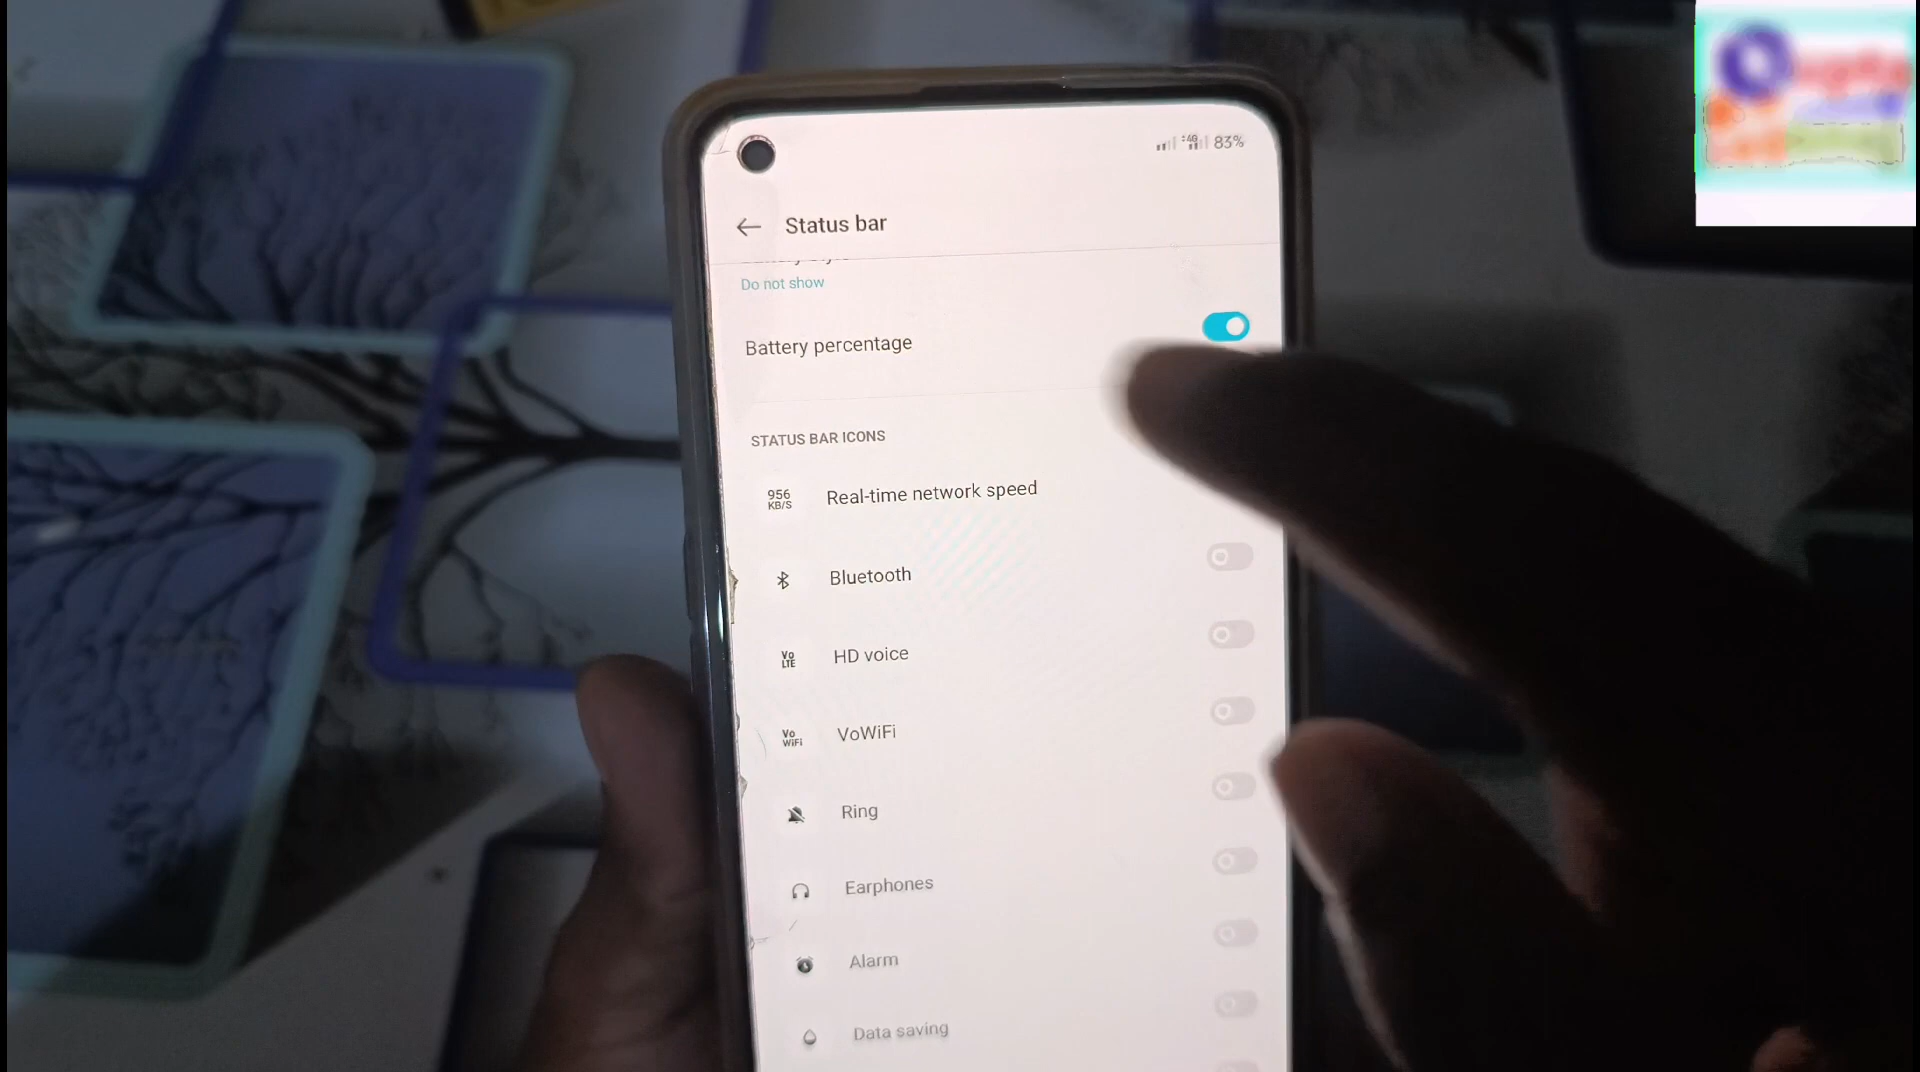 4G 83%
Status bar
Do not show
Battery percentage
STATUS BAR ICONS
956 KB/S Real-time network speed
Bluetooth
Vo LTE HD voice
Vo WiFi VoWiFi
Ring
Earphones
Alarm
Data saving